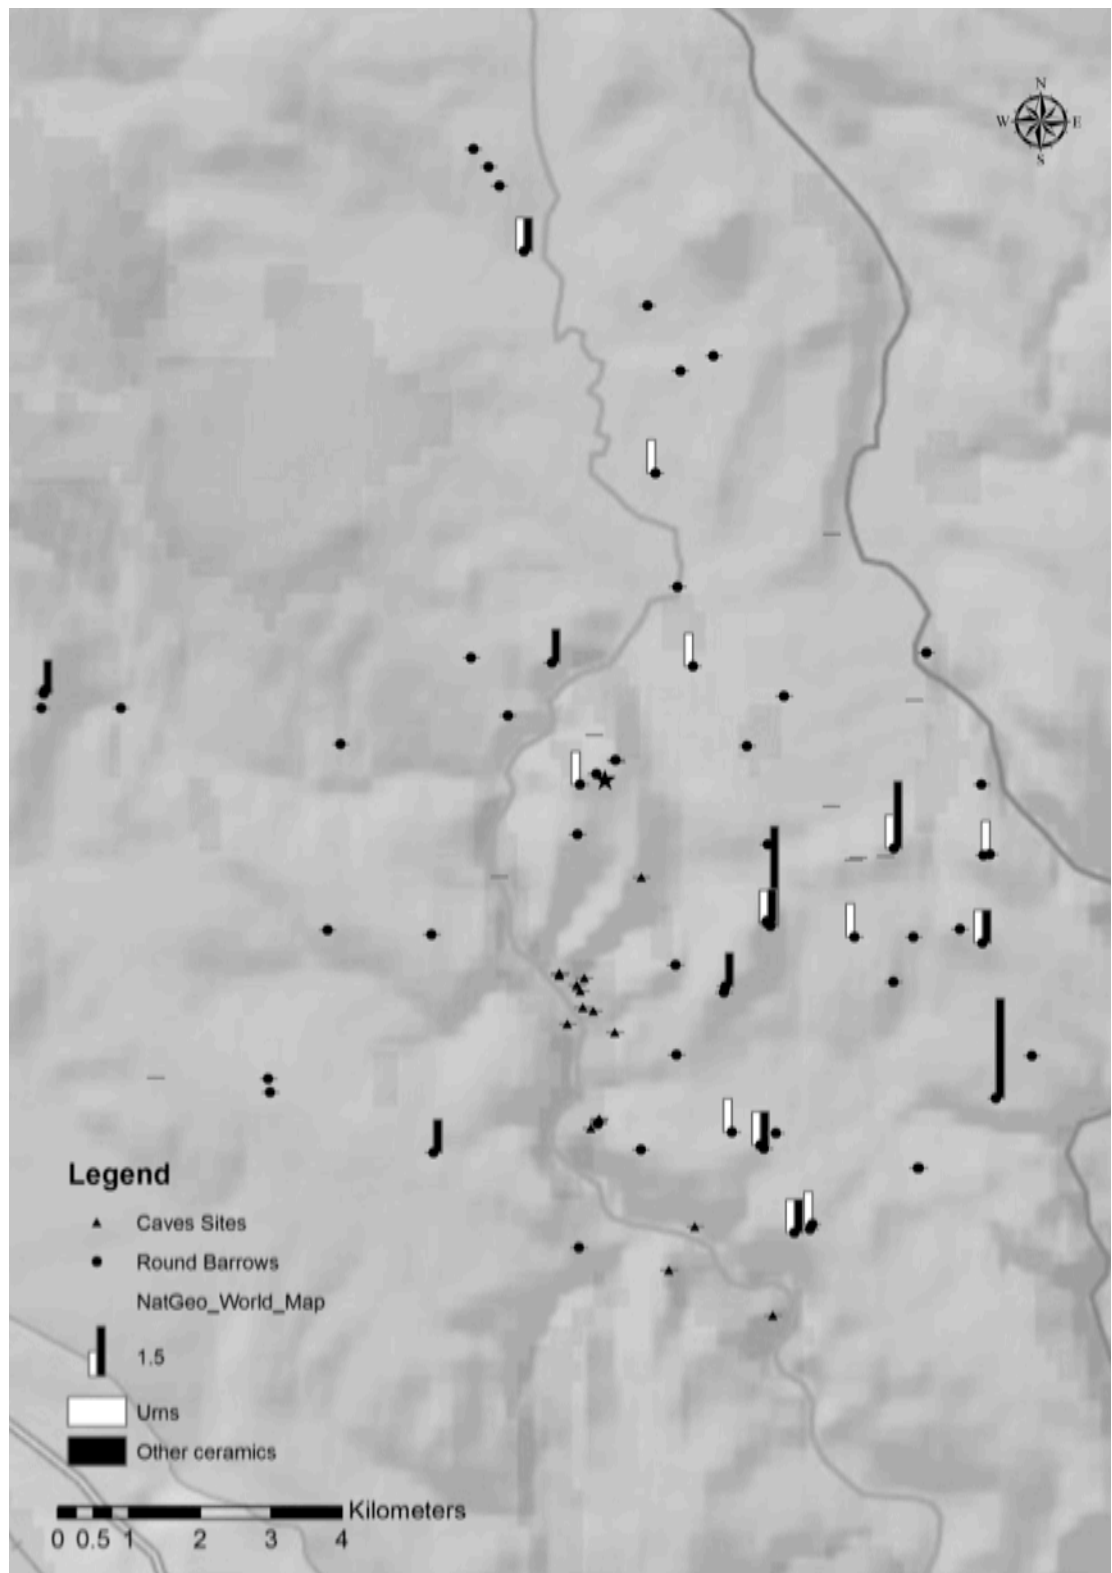 N
W E
S
Legend
Caves Sites
Round Barrows
NatGeo_World_Map
1.5
Urns
Other ceramics
Kilometers
0 0.5 1 2 3 4